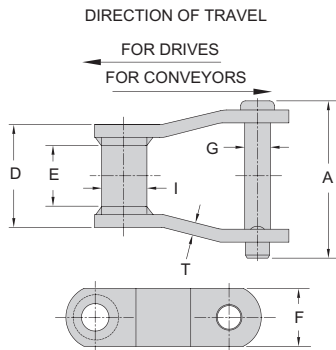 DIRECTION OF TRAVEL
FOR DRIVES
FOR CONVEYORS
G
D
E
I
A
T
F